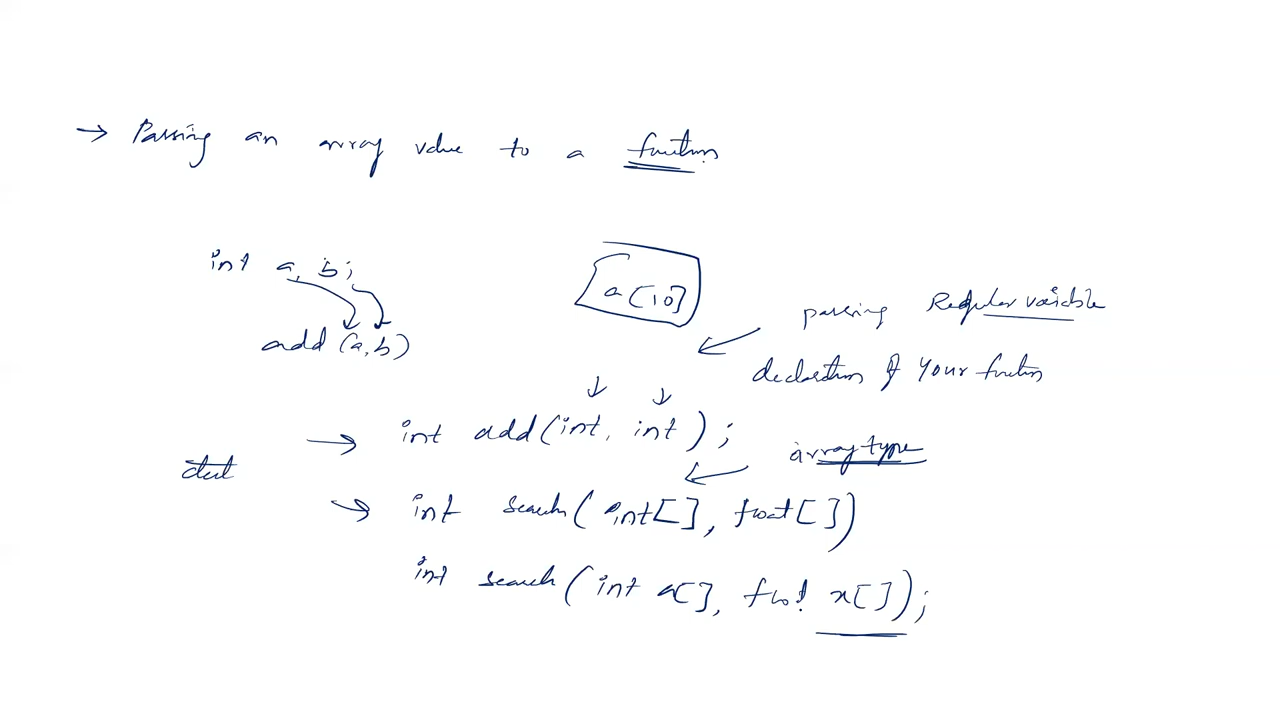 → Passing an array value to a function
int a, b;
add (a,b)
a[10]
passing Regular variable
declaration of your function
→ int add(int, int);
array type
→ int search( int[], float[])
int search(int a[], float x[]);